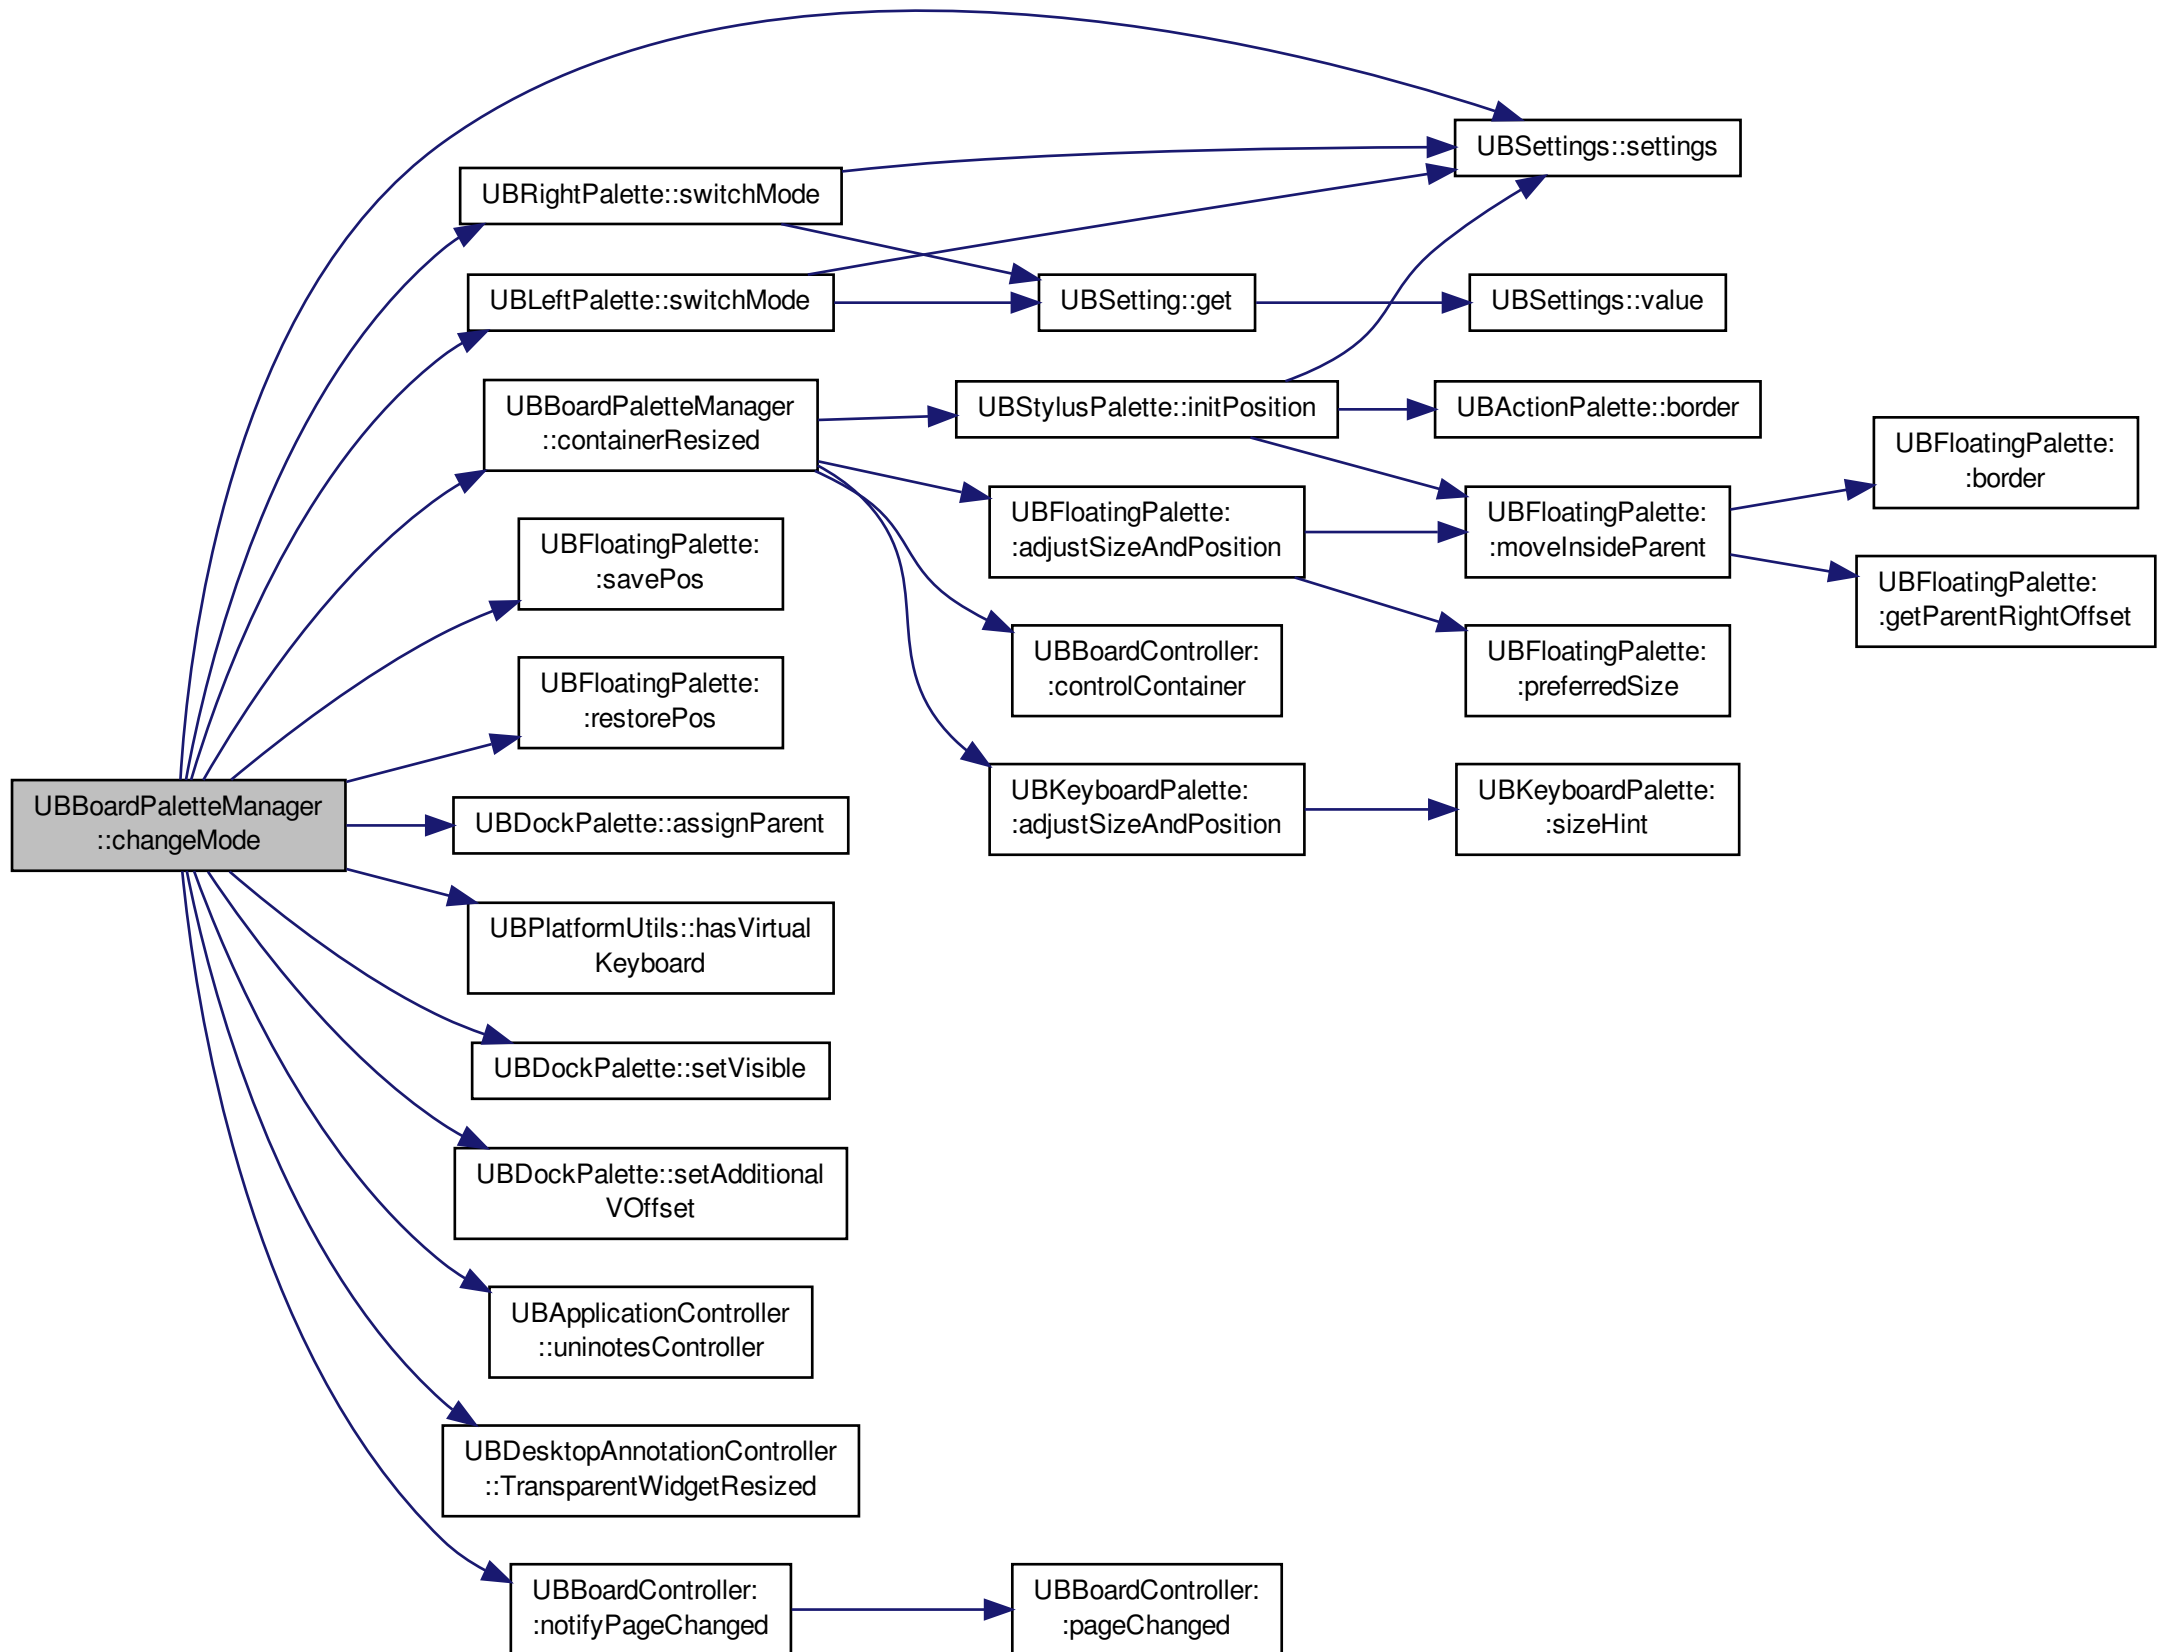 UBSettings::settings
UBRightPalette::switchMode
UBLeftPalette::switchMode
UBSetting::get
UBSettings::value
UBBoardPaletteManager
::containerResized
UBStylusPalette::initPosition
UBActionPalette::border
UBFloatingPalette:
:border
UBFloatingPalette:
:savePos
UBFloatingPalette:
:adjustSizeAndPosition
UBFloatingPalette:
:moveInsideParent
UBFloatingPalette:
:getParentRightOffset
UBFloatingPalette:
:restorePos
UBBoardController:
:controlContainer
UBFloatingPalette:
:preferredSize
UBBoardPaletteManager
::changeMode
UBDockPalette::assignParent
UBKeyboardPalette:
:adjustSizeAndPosition
UBKeyboardPalette:
:sizeHint
UBPlatformUtils::hasVirtual
Keyboard
UBDockPalette::setVisible
UBDockPalette::setAdditional
VOffset
UBApplicationController
::uninotesController
UBDesktopAnnotationController
::TransparentWidgetResized
UBBoardController:
:notifyPageChanged
UBBoardController:
:pageChanged